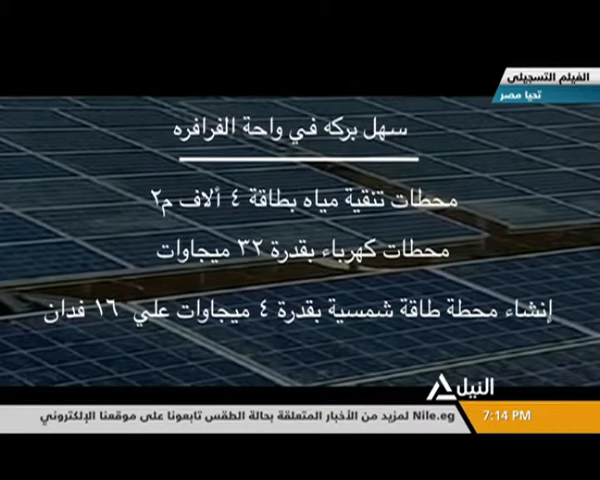 الفيلم التسجيلى
تحيا مصر
سهل بركه في واحة الفرافره
محطات تنقية مياه بطاقة ٤ ألاف م٢
محطات كهرباء بقدرة ٣٢ ميجاوات
إنشاء محطة طاقة شمسية بقدرة ٤ ميجاوات علي ١٦ فدان
النيل
لمزيد من الأخبار المتعلقة بحالة الطقس تابعونا على موقعنا الإلكتروني Nile.eg
7:14 PM